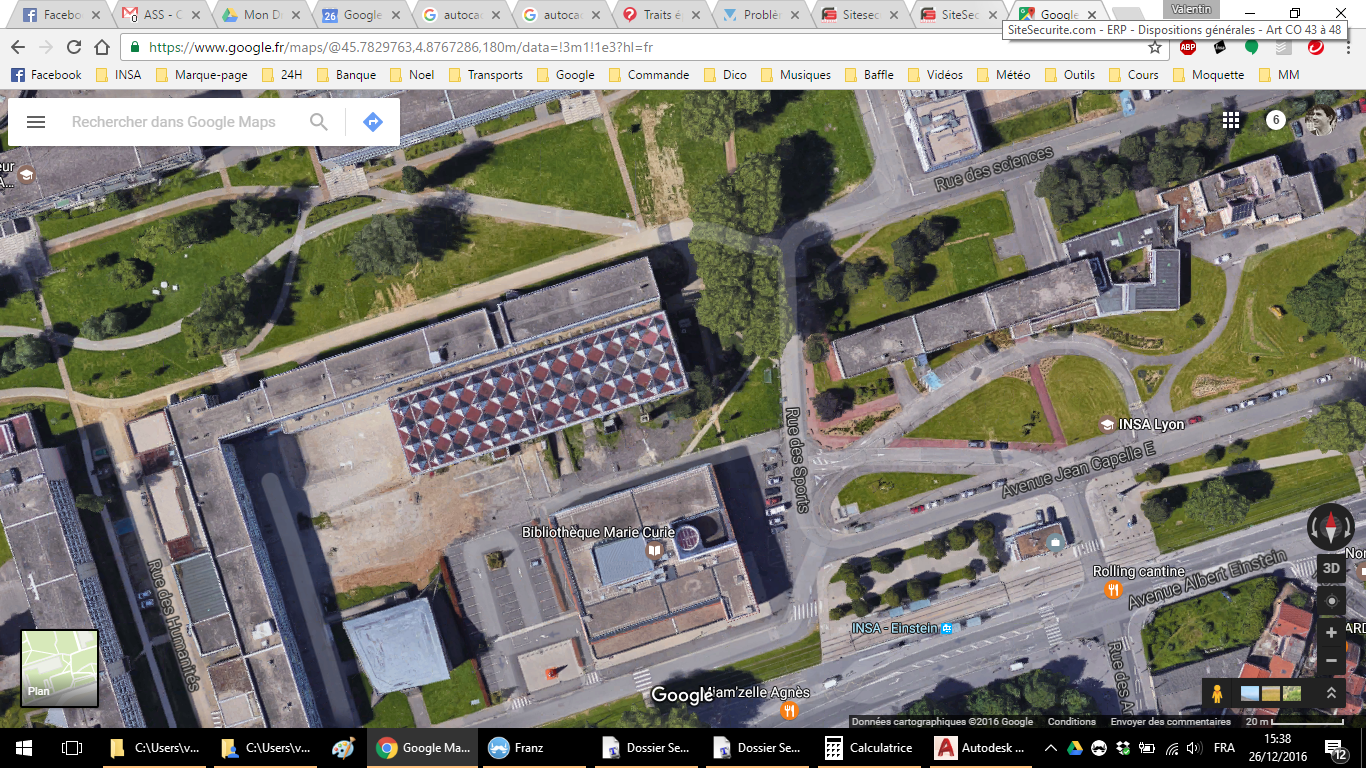 Facebo
ASS - C
Mon Dr
Google
autocac
autocac
Traits é
Problèr
Sitesec
SiteSec
Google
Valentin
SiteSecurite.com - ERP - Dispositions générales - Art CO 43 à 48
https://www.google.fr/maps/@45.7829763,4.8767286,180m/data=!3m1!1e3?hl=fr
ABP
Facebook
INSA
Marque-page
24H
Banque
Noel
Transports
Google
Commande
Dico
Musiques
Baffle
Vidéos
Météo
Outils
Cours
Moquette
MM
Rechercher dans Google Maps
6
eur
A...
Rue des sciences
INSA Lyon
Rue des Sports
Avenue Jean Capelle E
Bibliothèque Marie Curie
Rolling cantine
Avenue Albert Einstein
3D
Rue des Humanités
INSA - Einstein
Rue des A
Plan
Google
Mam'zelle Agnès
Données cartographiques ©2016 Google
Conditions
Envoyer des commentaires
20 m
C:\Users\v...
C:\Users\v...
Google Ma...
Franz
Dossier Se...
Dossier Se...
Calculatrice
Autodesk ...
FRA
15:38
26/12/2016
12